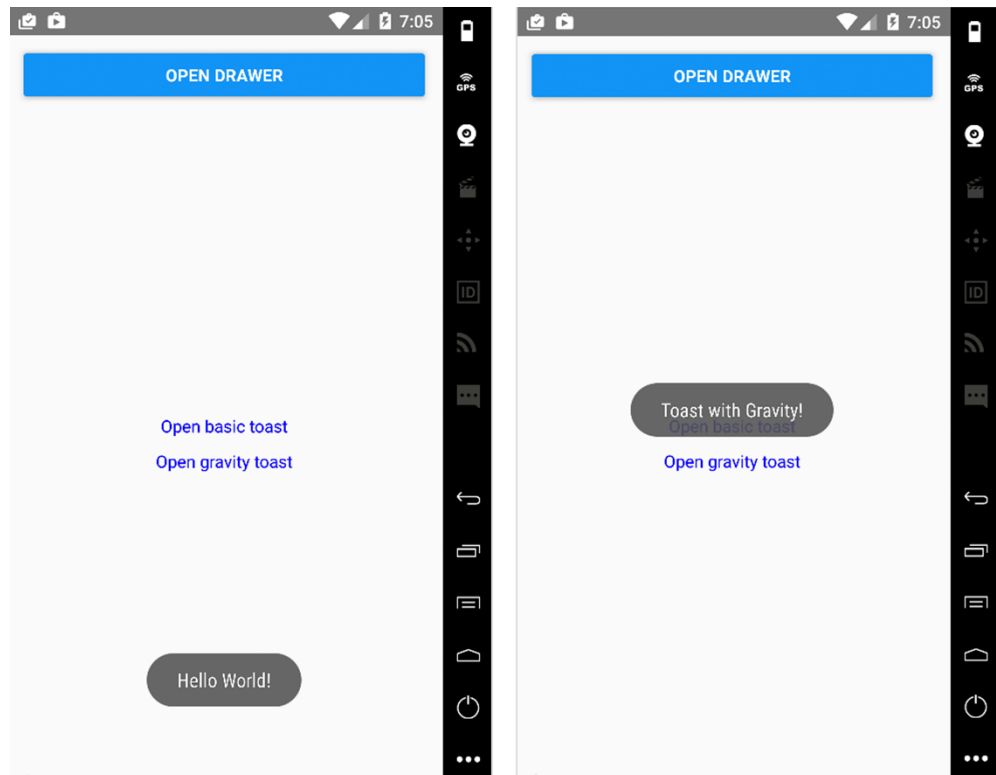 7:05
OPEN DRAWER
GPS
ID
Open basic toast
Open gravity toast
Hello World!
7:05
OPEN DRAWER
GPS
ID
Toast with Gravity!
Open basic toast
Open gravity toast